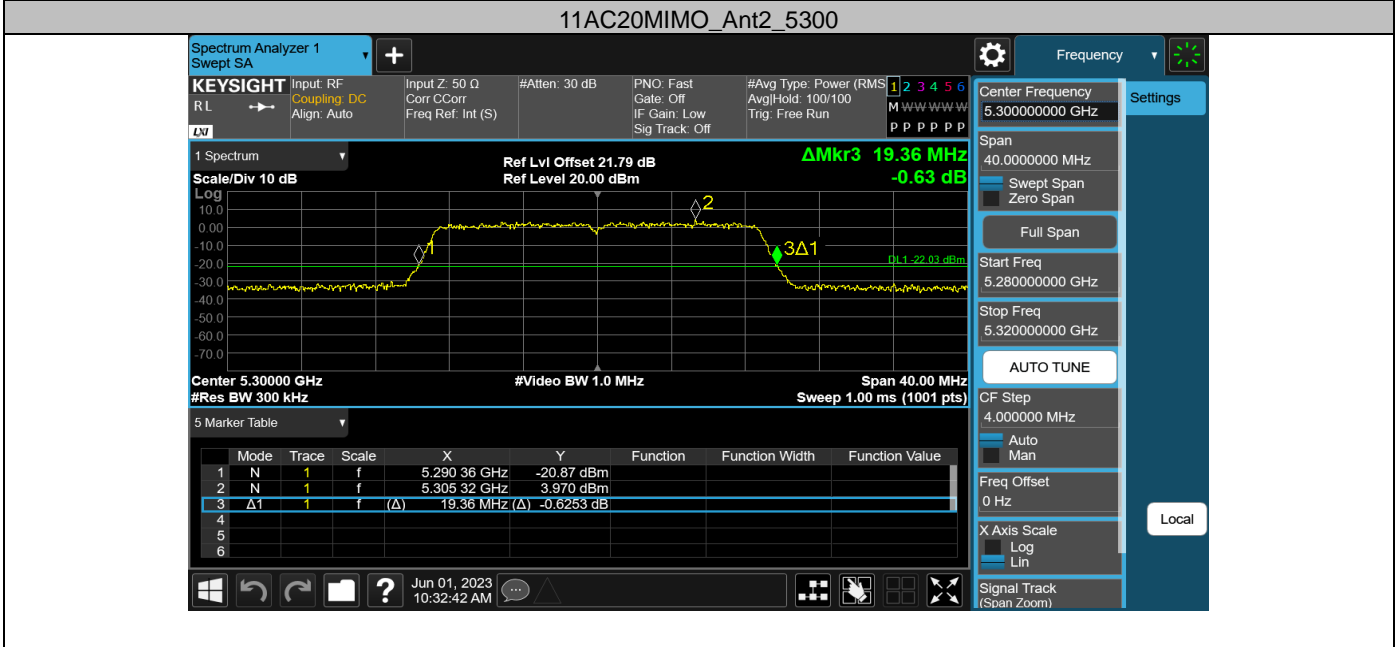 11AC20MIMO_Ant2_5300
Spectrum Analyzer 1
Swept SA
Frequency
KEYSIGHT
RL
LXI
Input: RF
Coupling: DC
Align: Auto
Input Z: 50 Ω
Corr CCorr
Freq Ref: Int (S)
#Atten: 30 dB
PNO: Fast
Gate: Off
IF Gain: Low
Sig Track: Off
#Avg Type: Power (RMS
Avg|Hold: 100/100
Trig: Free Run
1 2 3 4 5 6
M W W W W W
P P P P P P
1 Spectrum
Scale/Div 10 dB
Ref Lvl Offset 21.79 dB
Ref Level 20.00 dBm
ΔMkr3 19.36 MHz
-0.63 dB
Log
10.0
0.00
-10.0
-20.0
-30.0
-40.0
-50.0
-60.0
-70.0
1
2
3Δ1
DL1 -22.03 dBm
Center 5.30000 GHz
#Video BW 1.0 MHz
Span 40.00 MHz
#Res BW 300 kHz
Sweep 1.00 ms (1001 pts)
5 Marker Table
Mode Trace Scale X Y Function Function Width Function Value
1 N 1 f 5.290 36 GHz -20.87 dBm
2 N 1 f 5.305 32 GHz 3.970 dBm
3 Δ1 1 f (Δ) 19.36 MHz (Δ) -0.6253 dB
4
5
6
Jun 01, 2023
10:32:42 AM
Center Frequency
5.300000000 GHz
Settings
Span
40.0000000 MHz
Swept Span
Zero Span
Full Span
Start Freq
5.280000000 GHz
Stop Freq
5.320000000 GHz
AUTO TUNE
CF Step
4.000000 MHz
Auto
Man
Freq Offset
0 Hz
X Axis Scale
Log
Lin
Local
Signal Track
(Span Zoom)